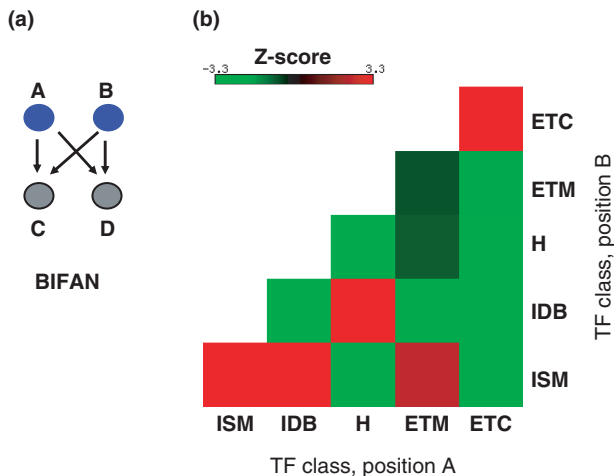 (a)
A B
C D
BIFAN
(b)
Z-score
-3.3 3.3
ETC
ETM
H
IDB
ISM
TF class, position B
ISM IDB H ETM ETC
TF class, position A